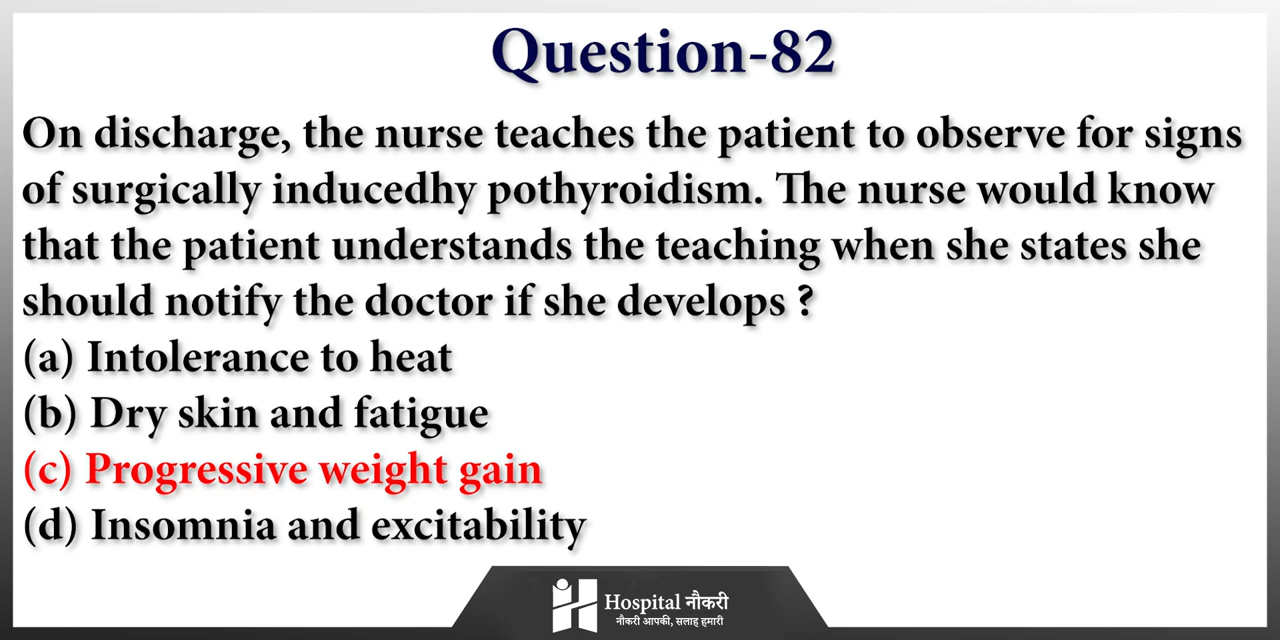 Question-82
On discharge, the nurse teaches the patient to observe for signs
of surgically inducedhy pothyroidism. The nurse would know
that the patient understands the teaching when she states she
should notify the doctor if she develops ?
(a) Intolerance to heat
(b) Dry skin and fatigue
(c) Progressive weight gain
(d) Insomnia and excitability
Hospital नौकरी
नौकरी आपकी, सलाह हमारी